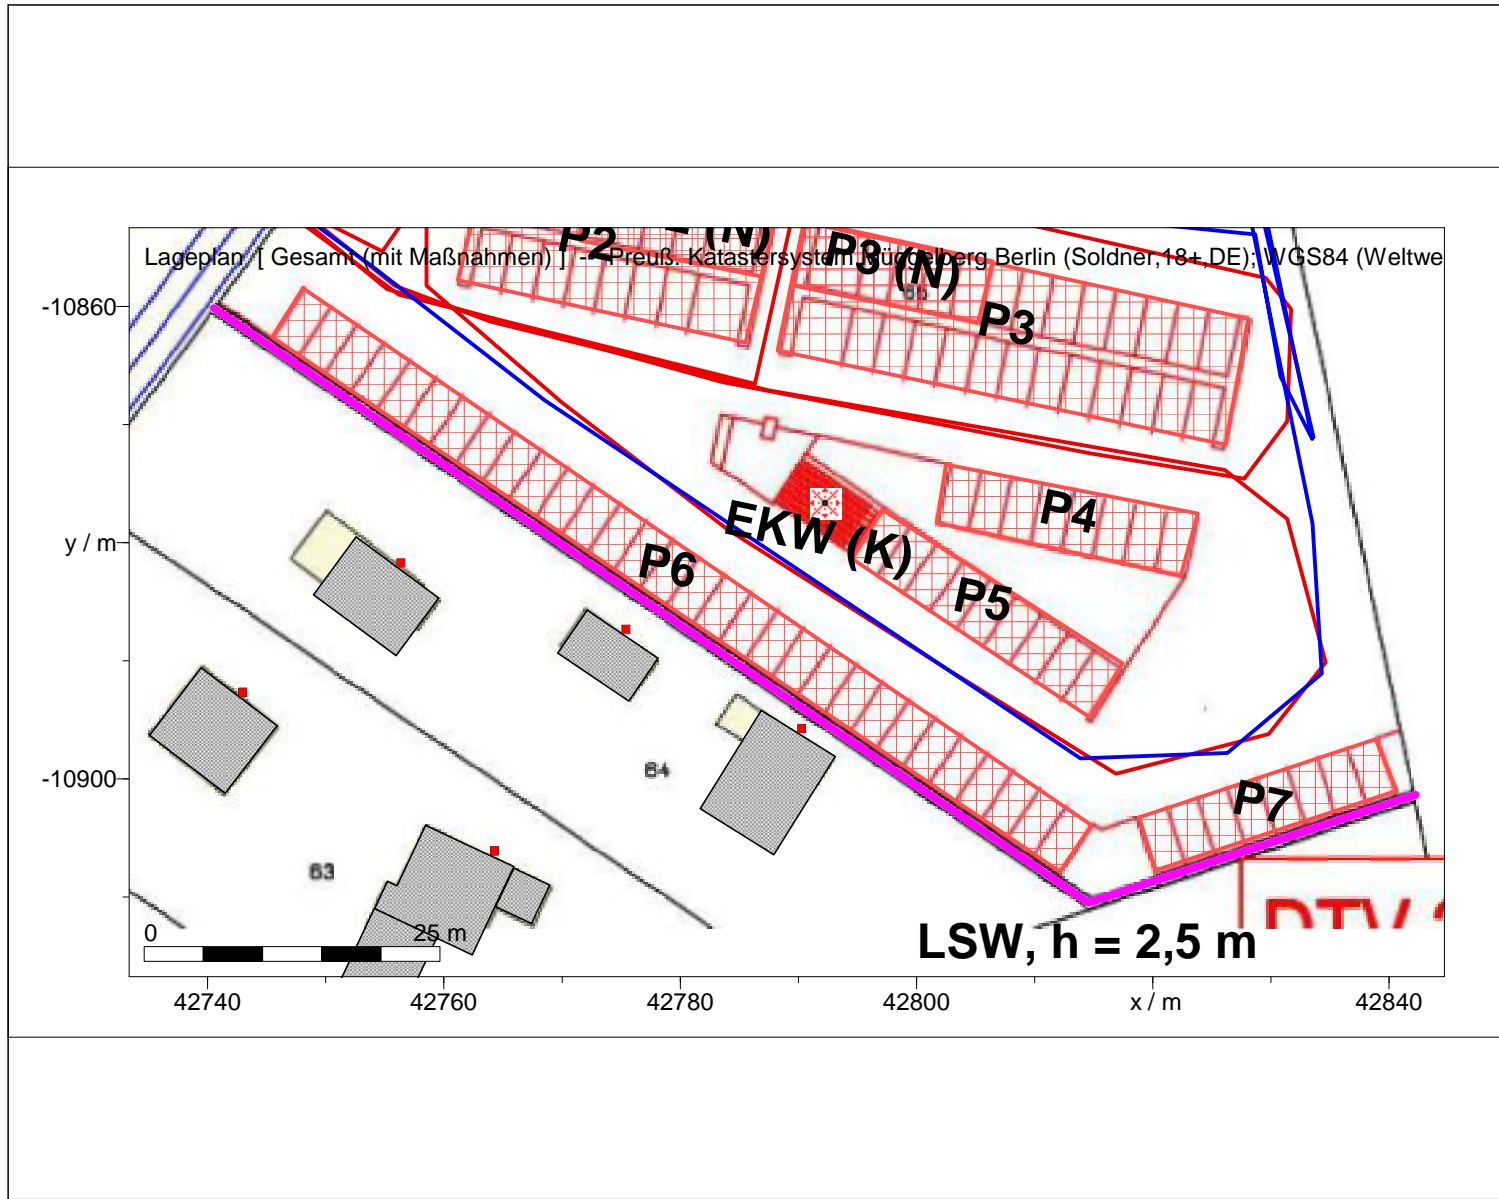 Lageplan [ Gesamt (mit Maßnahmen) ] -- Preuß. Katastersystem Müggelberg Berlin (Soldner,18+,DE); WGS84 (Weltwe
P2
(N)
P3 (N)
P3
-10860
P4
EKW (K)
y / m
P6
P5
64
-10900
P7
63
0
25 m
LSW, h = 2,5 m
42740
42760
42780
42800
x / m
42840